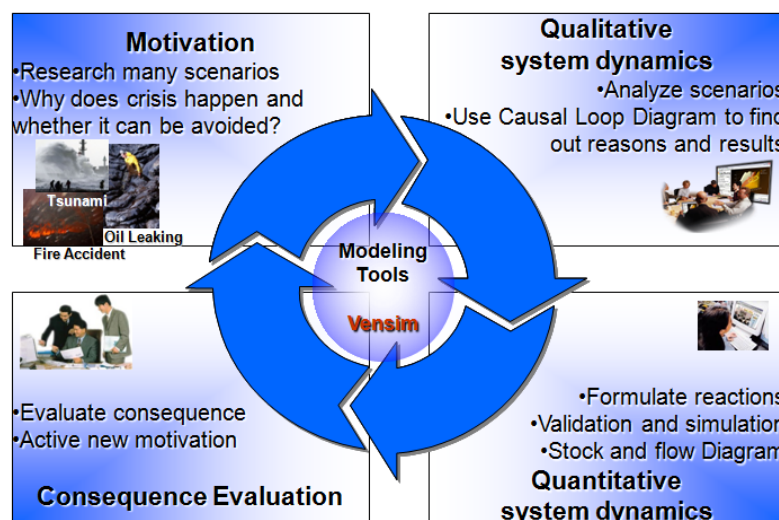 Motivation
•Research many scenarios
•Why does crisis happen and
whether it can be avoided?
Tsunami
Oil Leaking
Fire Accident
Qualitative
system dynamics
•Analyze scenarios
•Use Causal Loop Diagram to find
out reasons and results
Modeling
Tools
Vensim
•Evaluate consequence
•Active new motivation
Consequence Evaluation
•Formulate reactions
•Validation and simulation
•Stock and flow Diagram
Quantitative
system dynamics